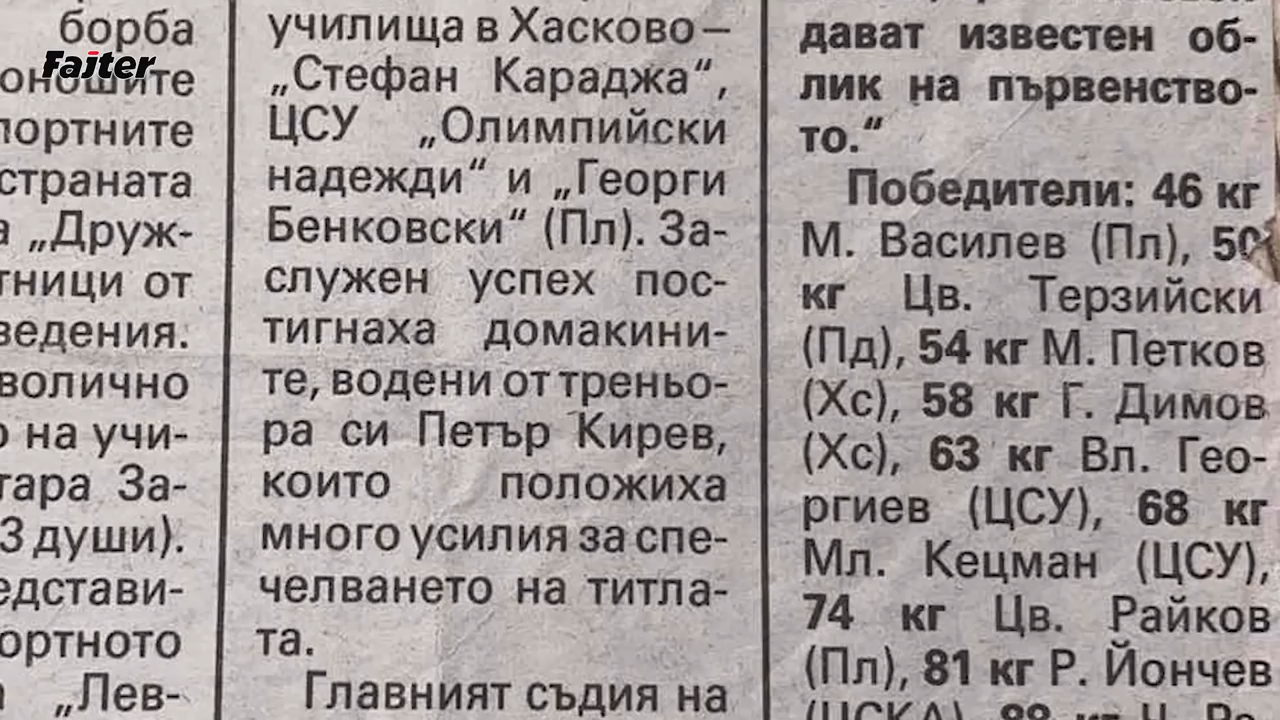 Fajter
борба
оношите
портните
страната
„Друж-
тници от
ведения.
волично
на учи-
тара За-
3 души).
едстави-
ортното
„Лев-
училища в Хасково –
„Стефан Караджа“,
ЦСУ „Олимпийски
надежди“ и „Георги
Бенковски“ (Пл). За-
служен успех пос-
тигнаха домакини-
те, водени от треньо-
ра си Петър Кирев,
които положиха
много усилия за спе-
челването на титла-
та.
Главният съдия на
дават известен об-
лик на първенство-
то.“
Победители: 46 кг
М. Василев (Пл), 50
кг Цв. Терзийски
(Пд), 54 кг М. Петков
(Хс), 58 кг Г. Димов
(Хс), 63 кг Вл. Гео-
ргиев (ЦСУ), 68 кг
Мл. Кецман (ЦСУ),
74 кг Цв. Райков
(Пл), 81 кг Р. Йончев
(ЦСКА), 88 кг